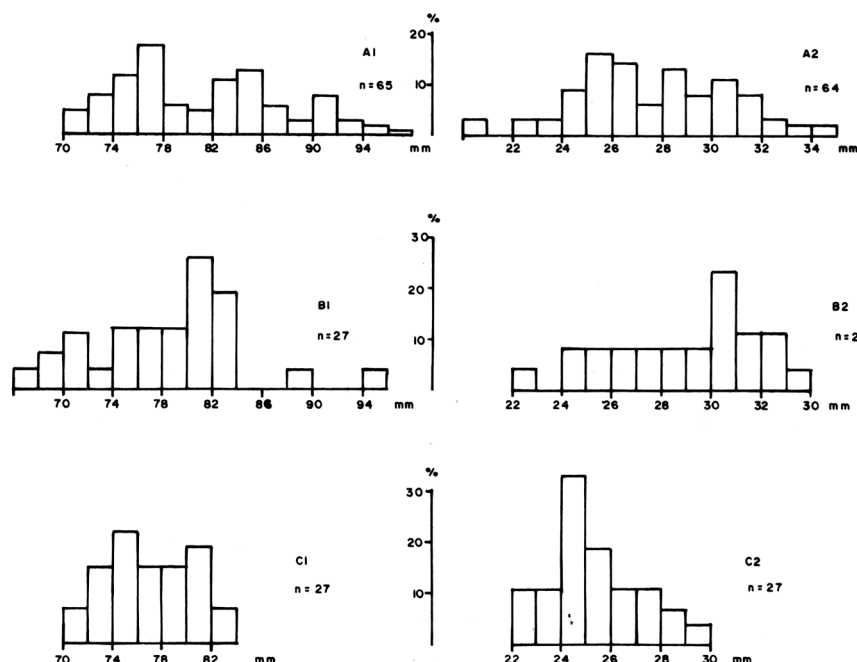 %
20
10
A1
n=65
70 74 78 82 86 90 94 mm
A2
n=64
22 24 26 28 30 32 34 mm
%
30
20
10
B1
n=27
70 74 78 82 86 90 94 mm
B2
n=2
22 24 26 28 30 32 30 mm
%
30
20
10
C1
n=27
70 74 78 82 mm
C2
n=27
22 24 26 28 30 mm